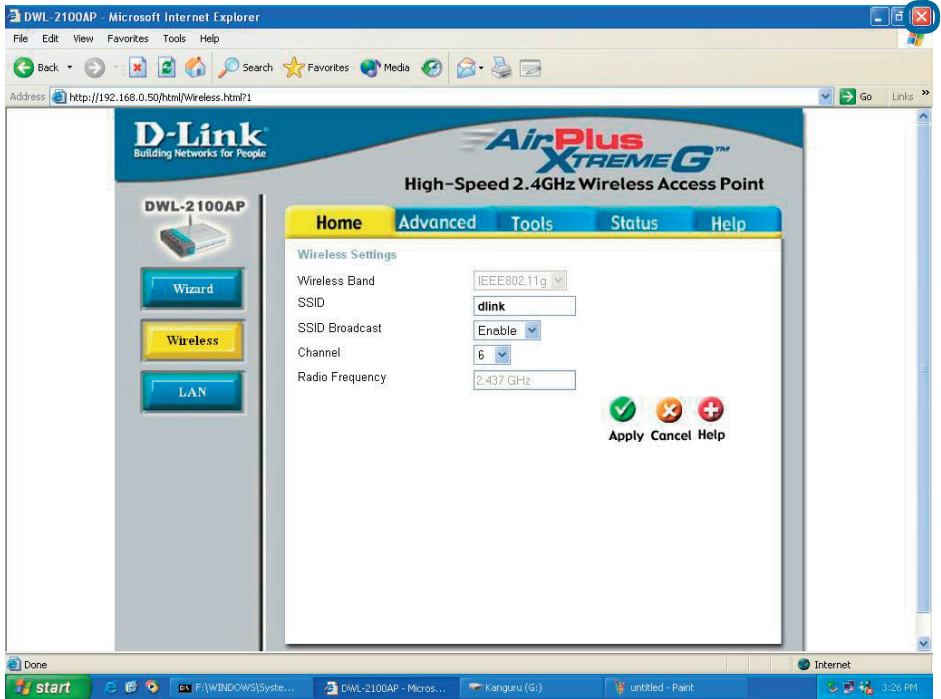 DWL-2100AP - Microsoft Internet Explorer
File Edit View Favorites Tools Help
Back Search Favorites Media
Address http://192.168.0.50/html/Wireless.html?1 Go Links »
D-Link
Building Networks for People
AirPlus
XTREME G™
High-Speed 2.4GHz Wireless Access Point
DWL-2100AP
Home Advanced Tools Status Help
Wizard
Wireless
LAN
Wireless Settings
Wireless Band IEEE802.11g
SSID dlink
SSID Broadcast Enable
Channel 6
Radio Frequency 2.437 GHz
Apply Cancel Help
Done Internet
start F:\WINDOWS\Syste... DWL-2100AP - Micros... Kanguru (G:) untitled - Paint 3:26 PM